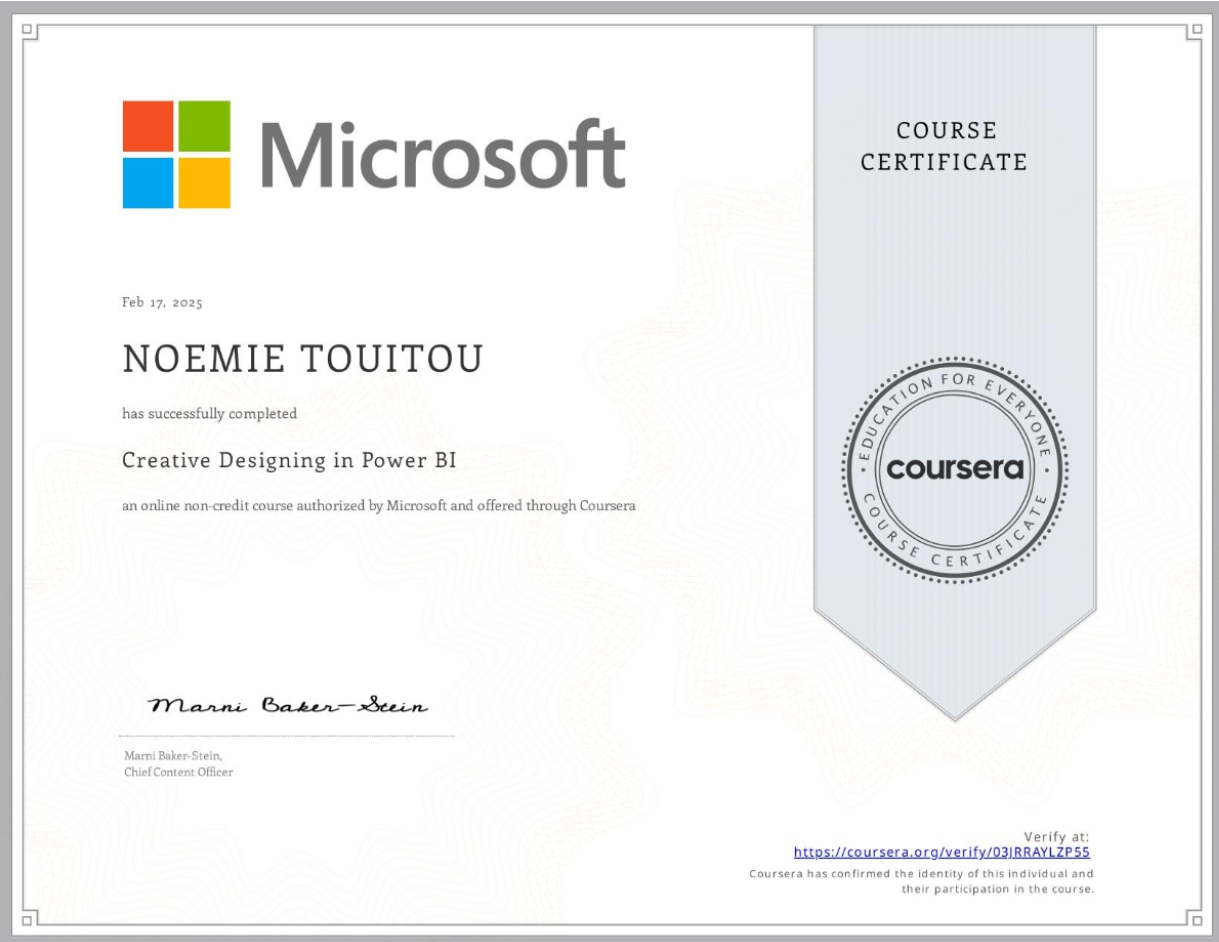 Microsoft
COURSE
CERTIFICATE
Feb 17, 2025
NOEMIE TOUITOU
has successfully completed
Creative Designing in Power BI
an online non-credit course authorized by Microsoft and offered through Coursera
EDUCATION FOR EVERYONE
coursera
COURSE CERTIFICATE
Marni Baker-Stein
Marni Baker-Stein,
Chief Content Officer
Verify at:
https://coursera.org/verify/03JRRAYLZP55
Coursera has confirmed the identity of this individual and
their participation in the course.